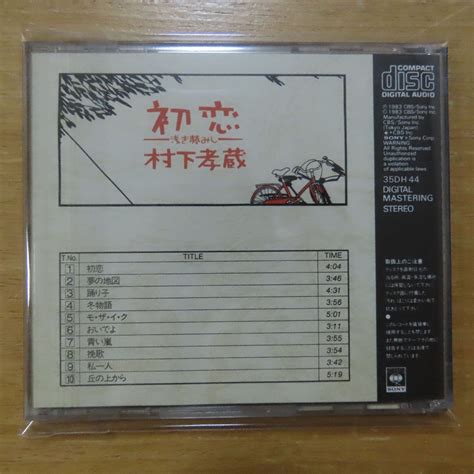 初恋
浅き夢みし
村下孝蔵
T.No. TITLE TIME
1 初恋 4:04
2 夢の地図 3:46
3 踊り子 4:31
4 冬物語 3:56
5 モ・ザ・イ・ク 5:01
6 おいでよ 3:11
7 青い嵐 3:55
8 挽歌 3:54
9 私一人 3:42
10 丘の上から 5:19
COMPACT
disc
DIGITAL AUDIO
℗ 1983 CBS/Sony Inc.
© 1983 CBS/Sony Inc.
Manufactured by
CBS/Sony Inc.
(Tokyo Japan)
WARNING
All Rights Reserved.
Unauthorized
duplication is
a violation
of applicable laws.
35DH 44
DIGITAL
MASTERING
STEREO
取扱上のご注意
SONY